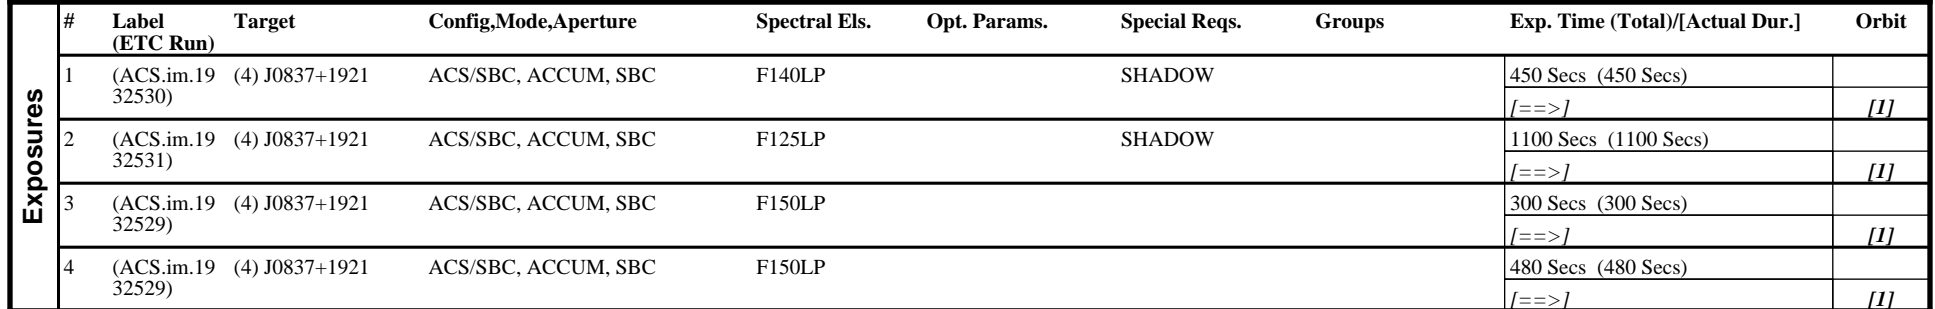 # Label Target Config,Mode,Aperture Spectral Els. Opt. Params. Special Reqs. Groups Exp. Time (Total)/[Actual Dur.] Orbit
(ETC Run)
Exposures
1 (ACS.im.19 (4) J0837+1921 ACS/SBC, ACCUM, SBC F140LP SHADOW 450 Secs (450 Secs)
32530)
[==>] [1]
2 (ACS.im.19 (4) J0837+1921 ACS/SBC, ACCUM, SBC F125LP SHADOW 1100 Secs (1100 Secs)
32531)
[==>] [1]
3 (ACS.im.19 (4) J0837+1921 ACS/SBC, ACCUM, SBC F150LP 300 Secs (300 Secs)
32529)
[==>] [1]
4 (ACS.im.19 (4) J0837+1921 ACS/SBC, ACCUM, SBC F150LP 480 Secs (480 Secs)
32529)
[==>] [1]